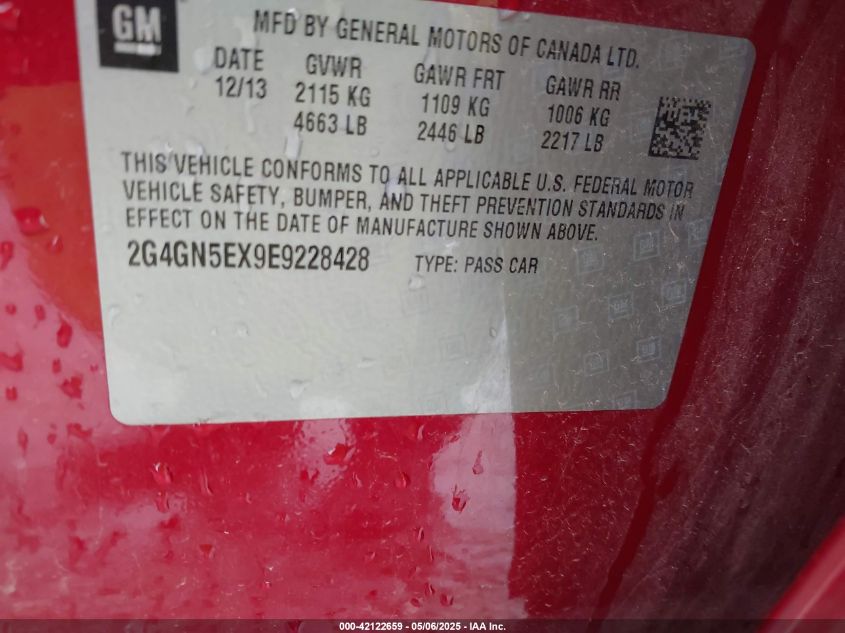 GM
MFD BY GENERAL MOTORS OF CANADA LTD.
DATE GVWR GAWR FRT GAWR RR
12/13 2115 KG 1109 KG 1006 KG
4663 LB 2446 LB 2217 LB
THIS VEHICLE CONFORMS TO ALL APPLICABLE U.S. FEDERAL MOTOR
VEHICLE SAFETY, BUMPER, AND THEFT PREVENTION STANDARDS IN
EFFECT ON THE DATE OF MANUFACTURE SHOWN ABOVE.
2G4GN5EX9E9228428 TYPE: PASS CAR
000-42122659 - 05/06/2025 - IAA Inc.